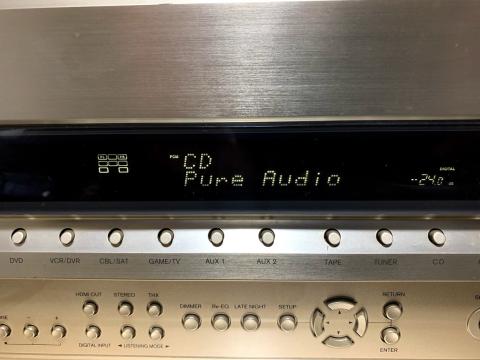 PCM CD
Pure Audio
DIGITAL
-24.0 dB
DVD VCR/DVR CBL/SAT GAME/TV AUX 1 AUX 2 TAPE TUNER CD
HDMI OUT STEREO THX RETURN
DIMMER Re-EQ LATE NIGHT SETUP
- +
DIGITAL INPUT ◄ LISTENING MODE ► ENTER